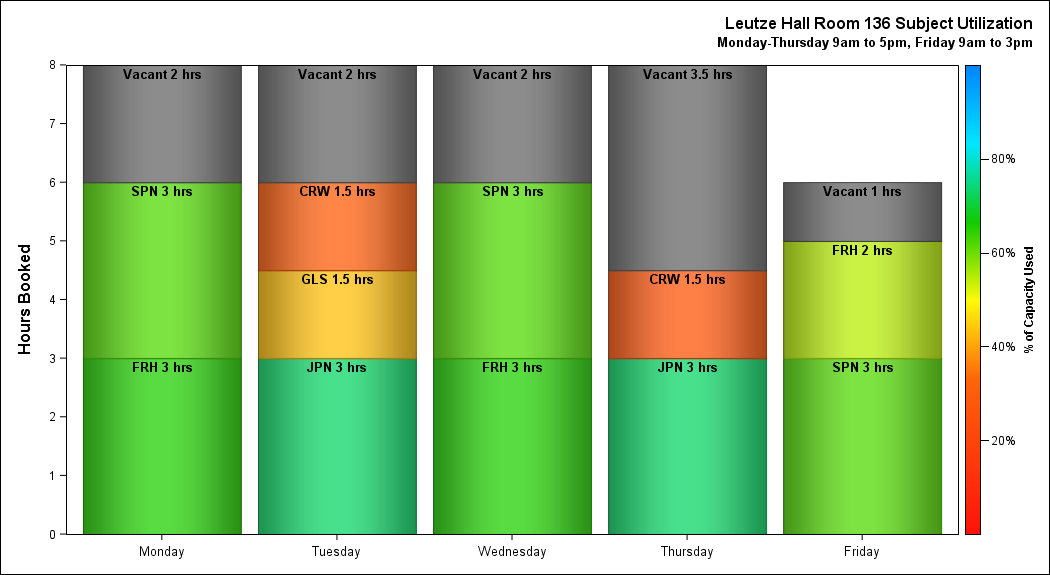 Leutze Hall Room 136 Subject Utilization
Monday-Thursday 9am to 5pm, Friday 9am to 3pm
Hours Booked
8
7
6
5
4
3
2
1
0
Vacant 2 hrs
SPN 3 hrs
FRH 3 hrs
Vacant 2 hrs
CRW 1.5 hrs
GLS 1.5 hrs
JPN 3 hrs
Vacant 2 hrs
SPN 3 hrs
FRH 3 hrs
Vacant 3.5 hrs
CRW 1.5 hrs
JPN 3 hrs
Vacant 1 hrs
FRH 2 hrs
SPN 3 hrs
Monday
Tuesday
Wednesday
Thursday
Friday
80%
60%
40%
20%
% of Capacity Used